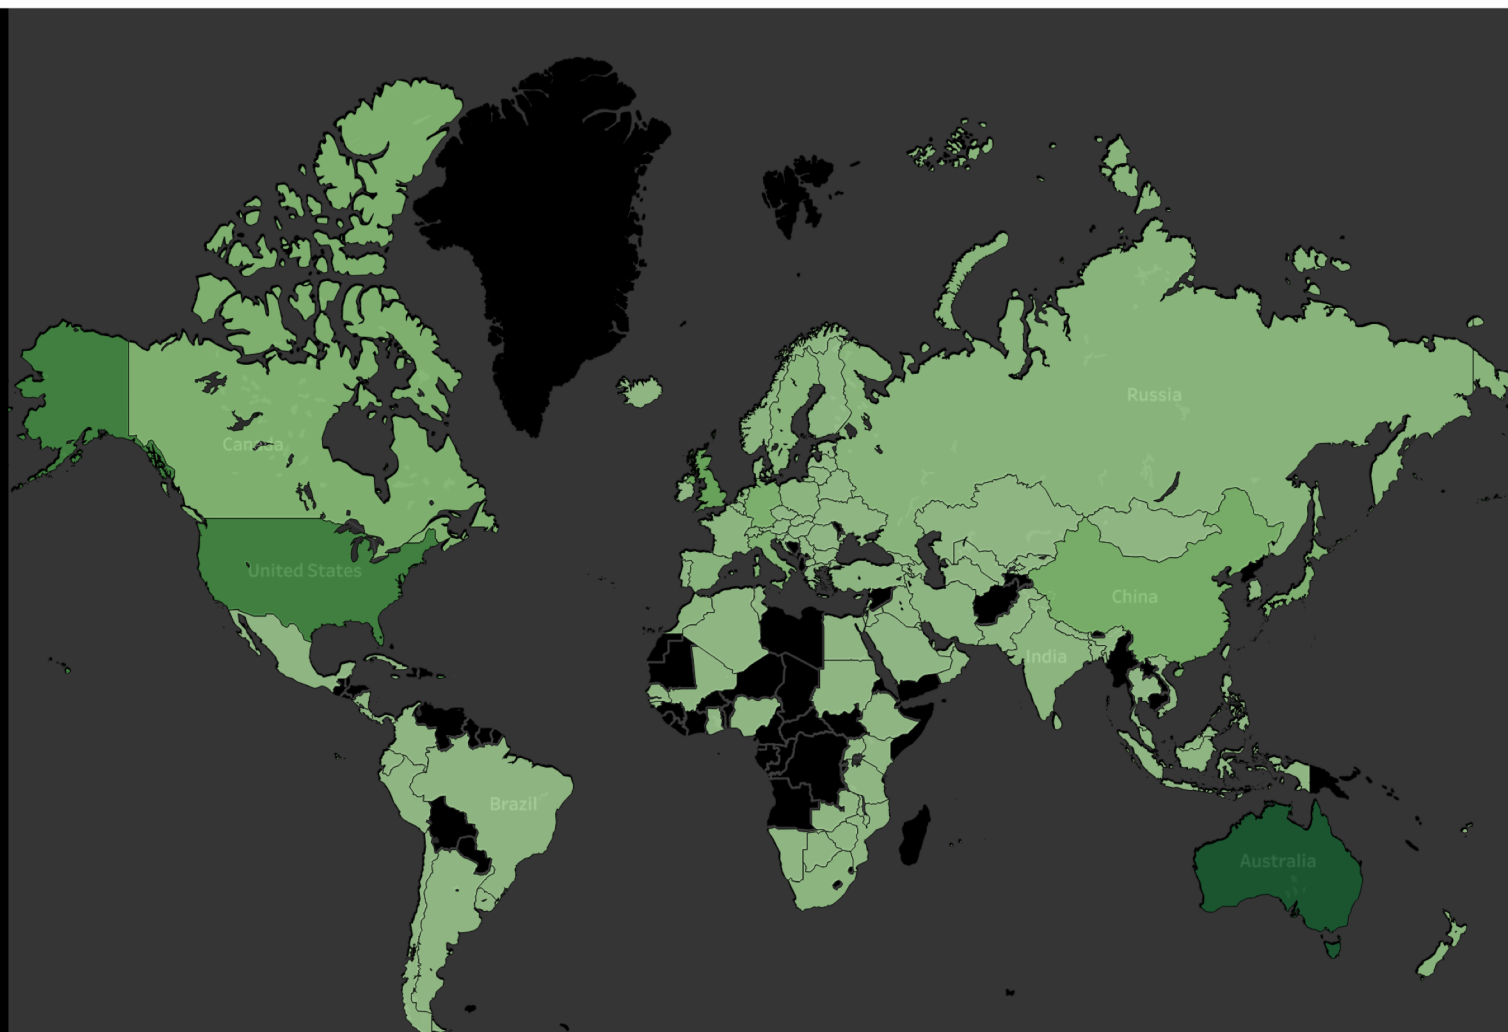 Russia
Canada
United States
China
India
Brazil
Australia